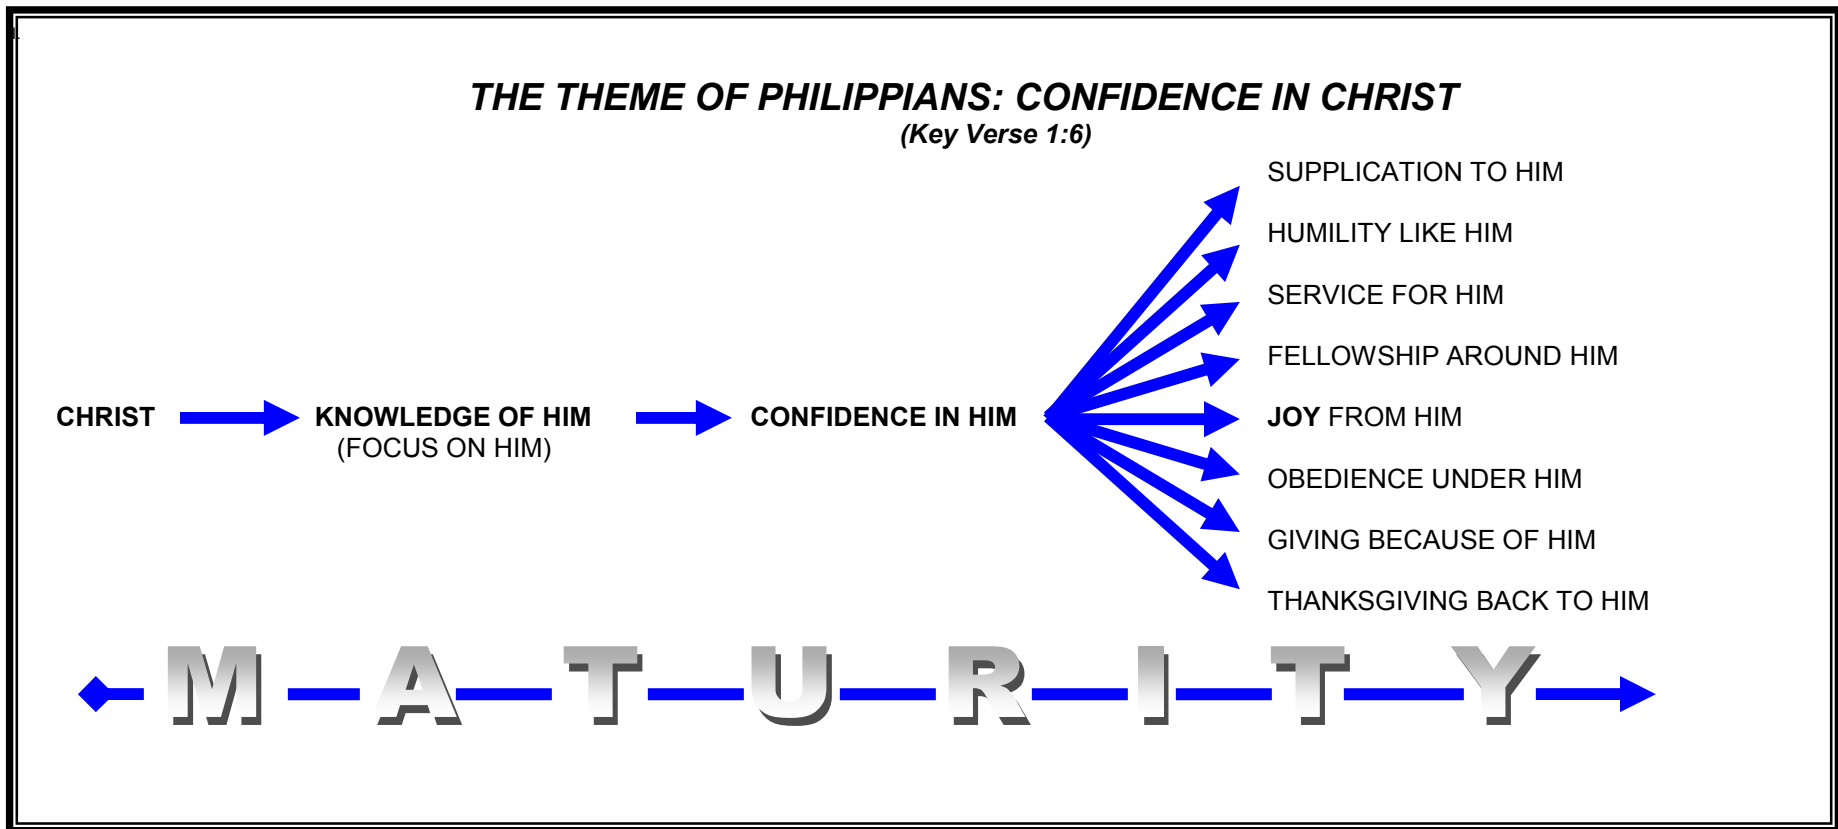 THE THEME OF PHILIPPIANS: CONFIDENCE IN CHRIST
(Key Verse 1:6)
SUPPLICATION TO HIM
HUMILITY LIKE HIM
SERVICE FOR HIM
FELLOWSHIP AROUND HIM
CHRIST KNOWLEDGE OF HIM CONFIDENCE IN HIM JOY FROM HIM
(FOCUS ON HIM)
OBEDIENCE UNDER HIM
GIVING BECAUSE OF HIM
THANKSGIVING BACK TO HIM
M A T U R I T Y